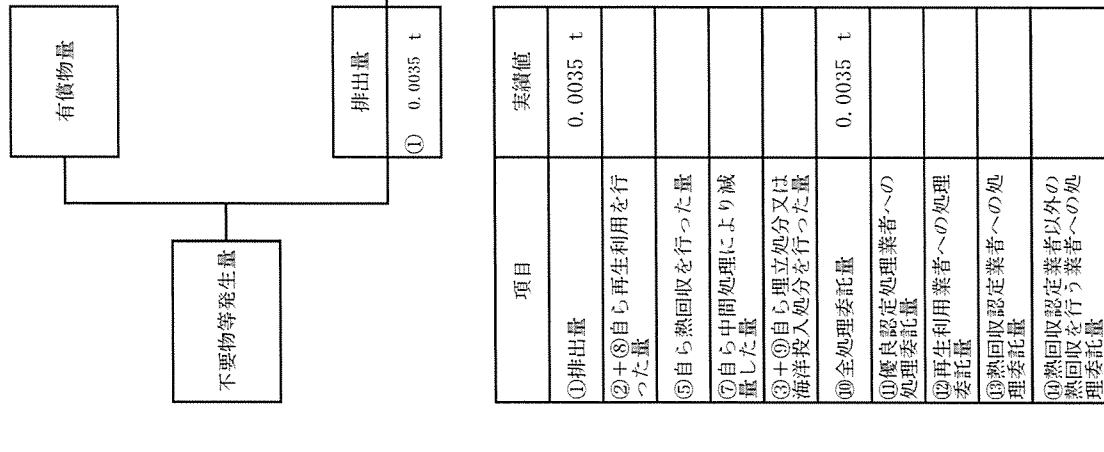 有償物量
不要物等発生量
排出量
① 0.0035 t
項目 実績値
①排出量 0.0035 t
②+⑧自ら再生利用を行
った量
⑤自ら熱回収を行った量
⑦自ら中間処理により減
量した量
③+⑨自ら埋立処分又は
海洋投入処分を行った量
⑩全処理委託量 0.0035 t
⑪優良認定処理業者への
処理委託量
⑫再生利用業者への処理
委託量
⑬熱回収認定業者への処
理委託量
⑭熱回収認定業者以外の
熱回収を行う業者への処
理委託量